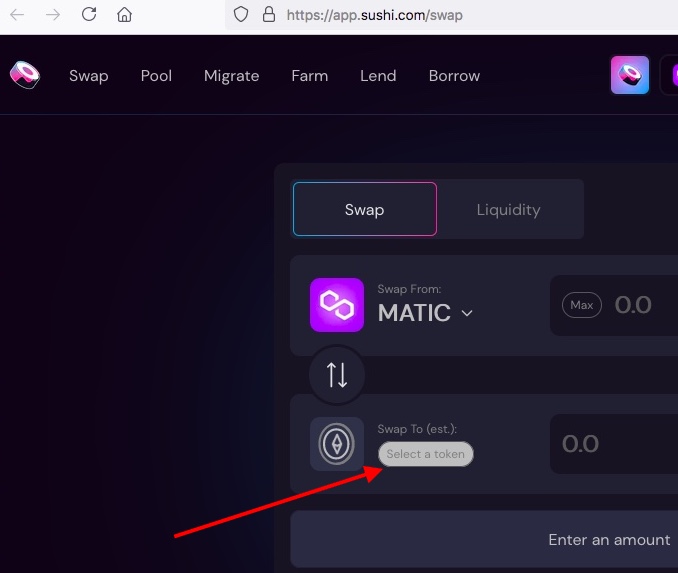 https://app.sushi.com/swap
Swap Pool Migrate Farm Lend Borrow
Swap Liquidity
Swap From:
MATIC
Max 0.0
Swap To (est.):
Select a token
0.0
Enter an amount